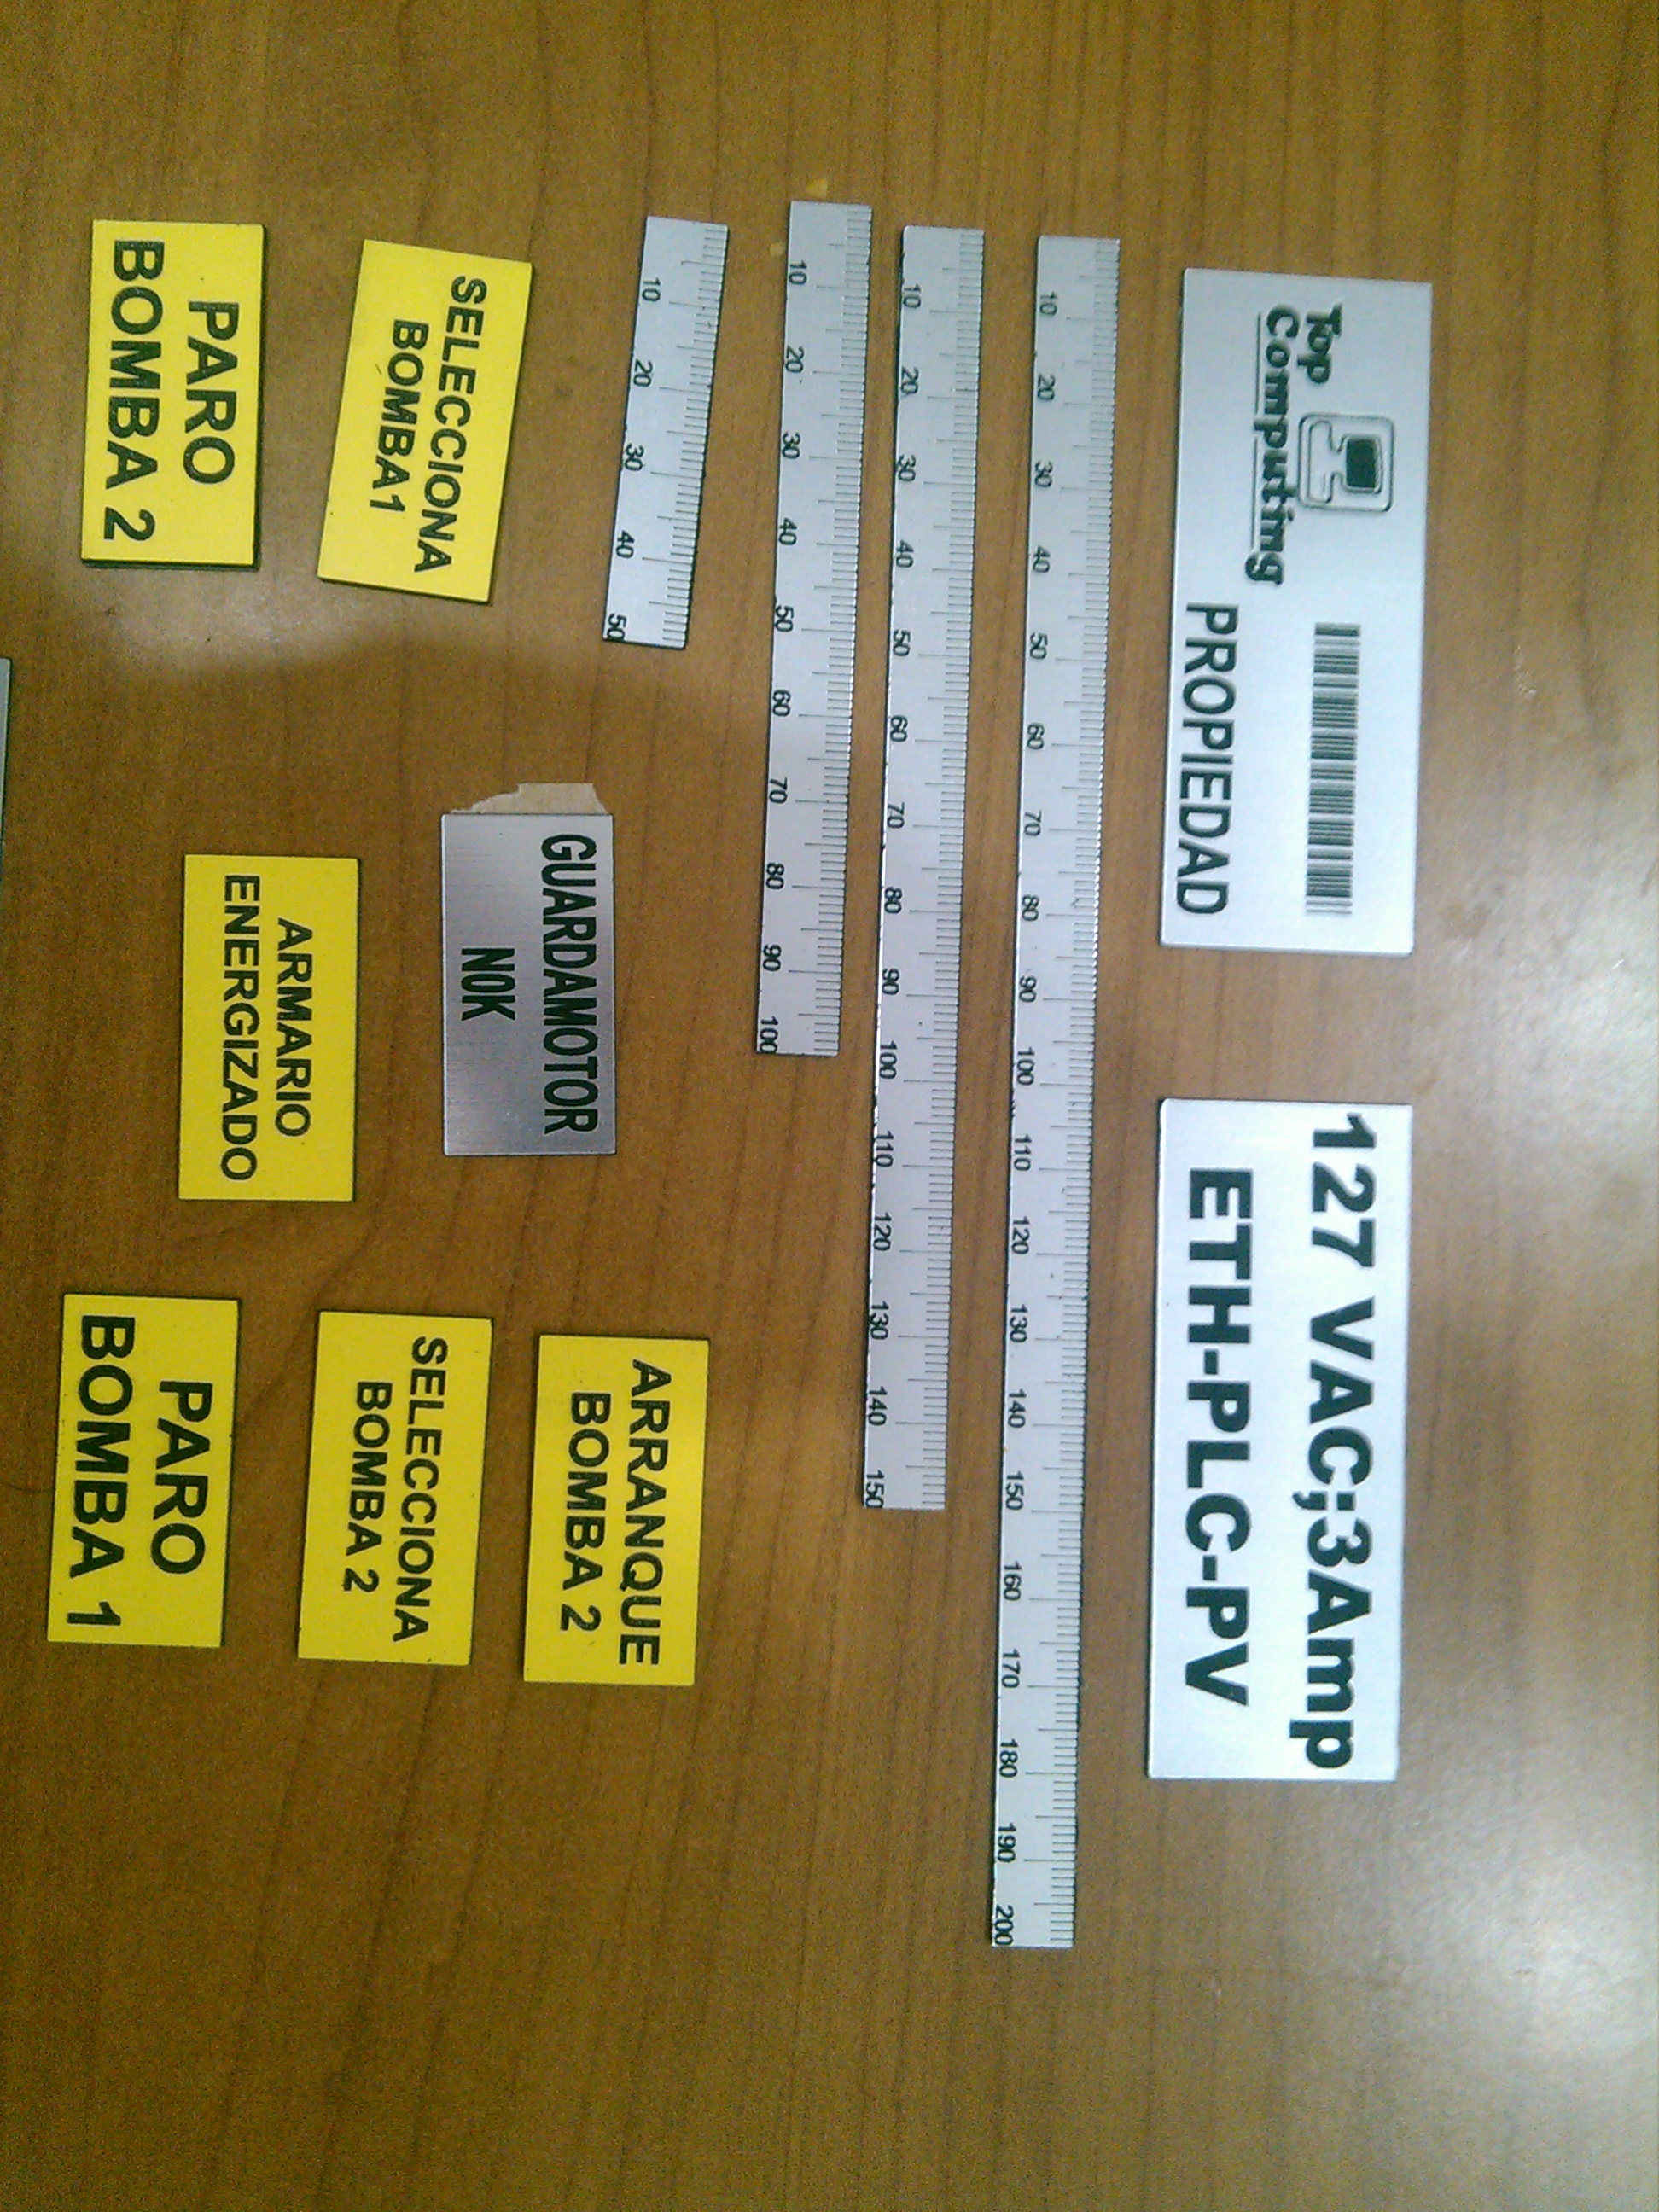 Top
Computing
PROPIEDAD
127 VAC;3Amp
ETH-PLC-PV
10 20 30 40 50 60 70 80 90 100 110 120 130 140 150 160 170 180 190 200
10 20 30 40 50 60 70 80 90 100 110 120 130 140 150
10 20 30 40 50 60 70 80 90 100
10 20 30 40 50
GUARDAMOTOR
NOK
ARRANQUE
BOMBA 2
SELECCIONA
BOMBA1
SELECCIONA
BOMBA 2
ARMARIO
ENERGIZADO
PARO
BOMBA 2
PARO
BOMBA 1